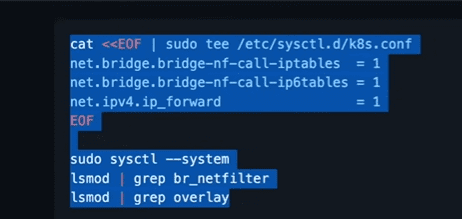 cat <<EOF | sudo tee /etc/sysctl.d/k8s.conf
net.bridge.bridge-nf-call-iptables  = 1
net.bridge.bridge-nf-call-ip6tables = 1
net.ipv4.ip_forward                 = 1
EOF

sudo sysctl --system
lsmod | grep br_netfilter
lsmod | grep overlay